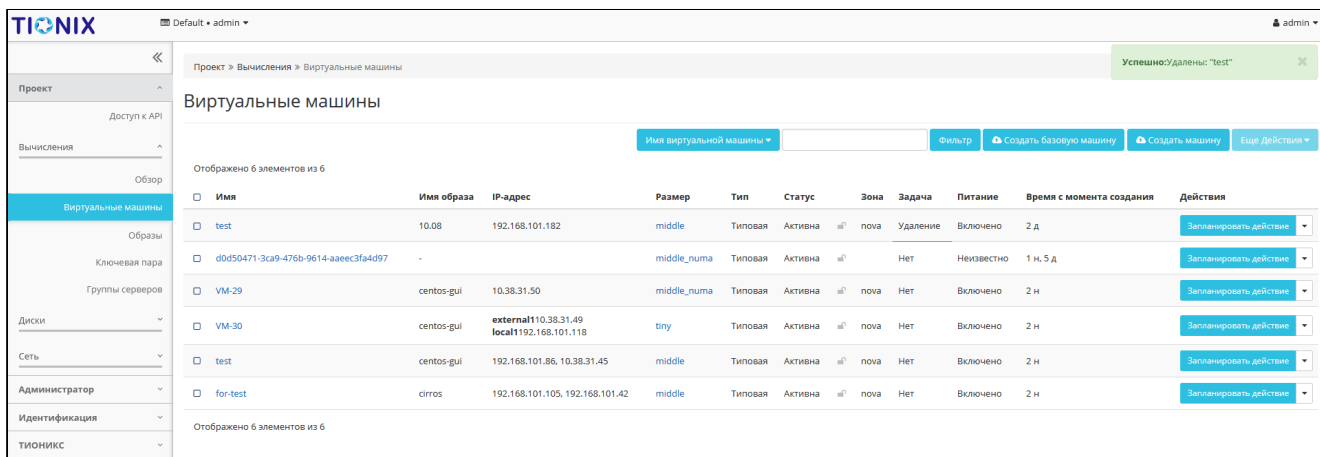 TIONIX
Default • admin
admin
Проект » Вычисления » Виртуальные машины
Успешно:Удалены: "test"
Проект
Доступ к API
Вычисления
Обзор
Виртуальные машины
Образы
Ключевая пара
Группы серверов
Диски
Сеть
Администратор
Идентификация
ТИОНИКС
Виртуальные машины
Имя виртуальной машины Фильтр Создать базовую машину Создать машину Еще Действия
Отображено 6 элементов из 6
Имя Имя образа IP-адрес Размер Тип Статус Зона Задача Питание Время с момента создания Действия
test 10.08 192.168.101.182 middle Типовая Активна nova Удаление Включено 2 д Запланировать действие
d0d50471-3ca9-476b-9614-aaeec3fa4d97 - middle_numa Типовая Активна nova Нет Неизвестно 1 н, 5 д Запланировать действие
VM-29 centos-gui 10.38.31.50 middle_numa Типовая Активна nova Нет Включено 2 н Запланировать действие
VM-30 centos-gui external110.38.31.49 tiny Типовая Активна nova Нет Включено 2 н Запланировать действие
local1192.168.101.118
test centos-gui 192.168.101.86, 10.38.31.45 middle Типовая Активна nova Нет Включено 2 н Запланировать действие
for-test cirros 192.168.101.105, 192.168.101.42 middle Типовая Активна nova Нет Включено 2 н Запланировать действие
Отображено 6 элементов из 6